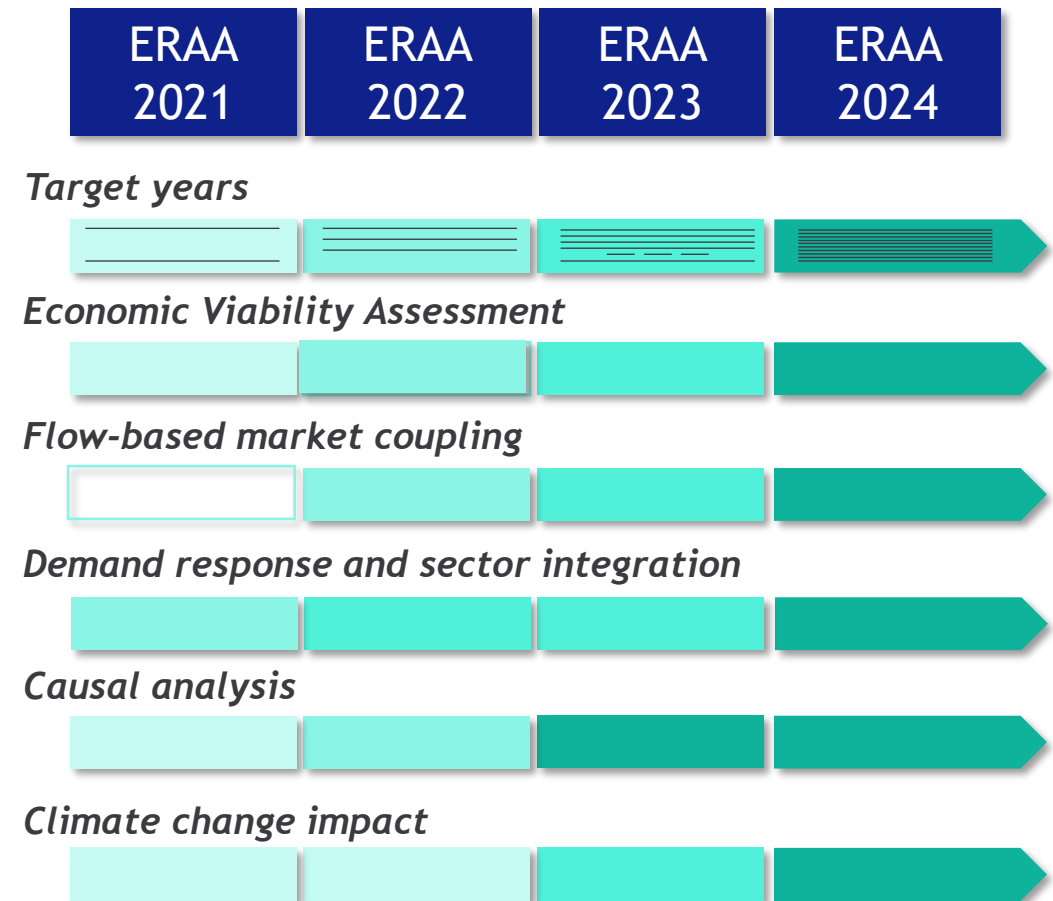 ERAA
2021
ERAA
2022
ERAA
2023
ERAA
2024
Target years
Economic Viability Assessment
Flow-based market coupling
Demand response and sector integration
Causal analysis
Climate change impact